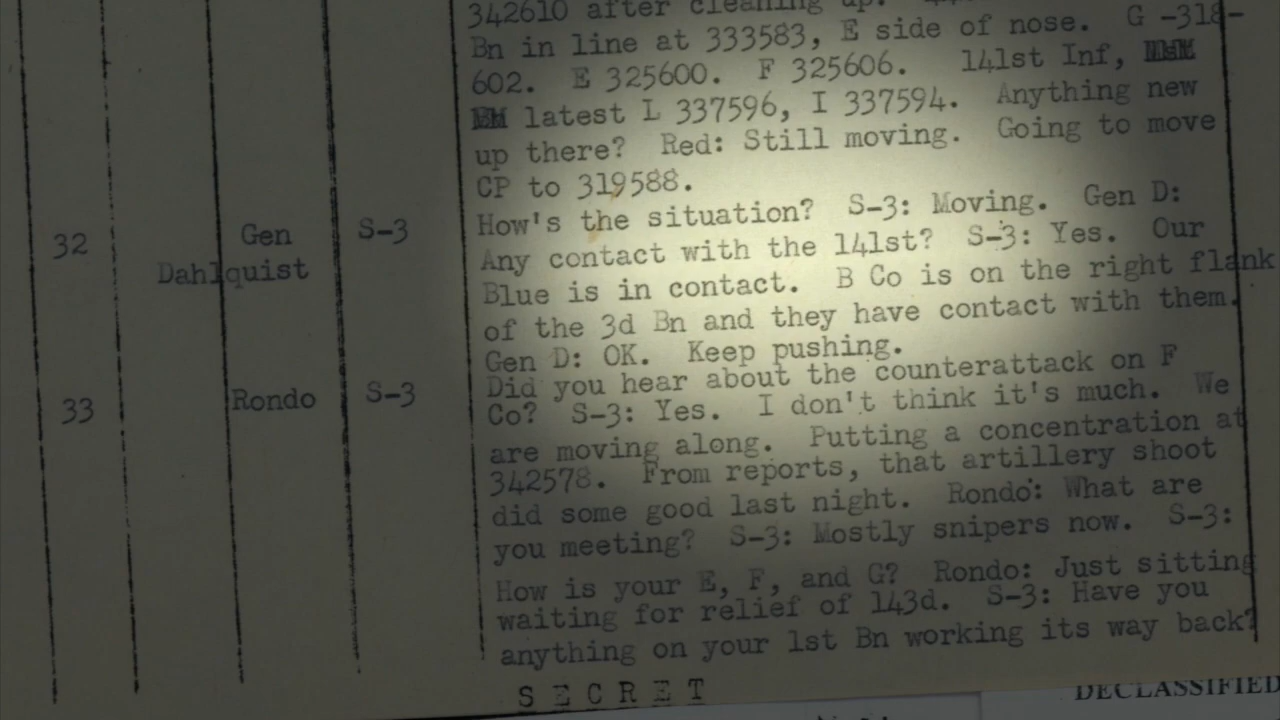 342610 after cleaning up.
Bn in line at 333583, E side of nose. G -318-
602. E 325600. F 325606. 141st Inf,
latest L 337596, I 337594. Anything new
up there? Red: Still moving. Going to move
CP to 319588.
32 Gen Dahlquist S-3 How's the situation? S-3: Moving. Gen D:
Any contact with the 141st? S-3: Yes. Our
Blue is in contact. B Co is on the right flank
of the 3d Bn and they have contact with them.
Gen D: OK. Keep pushing.
33 Rondo S-3 Did you hear about the counterattack on F
Co? S-3: Yes. I don't think it's much. We
are moving along. Putting a concentration at
342578. From reports, that artillery shoot
did some good last night. Rondo: What are
you meeting? S-3: Mostly snipers now. S-3:
How is your E, F, and G? Rondo: Just sitting
waiting for relief of 143d. S-3: Have you
anything on your 1st Bn working its way back?
SECRET
DECLASSIFIED